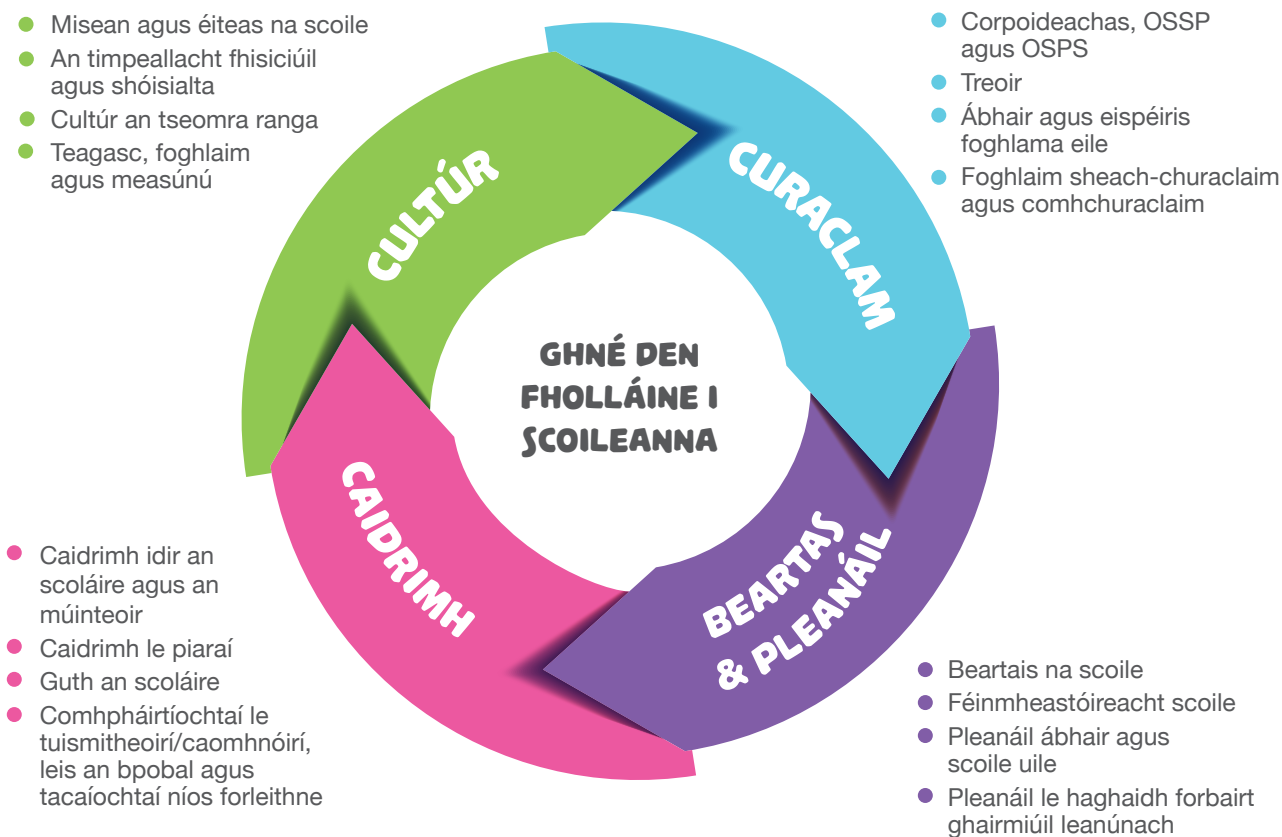 Misean agus éiteas na scoile
An timpeallacht fhisiciúil
agus shóisialta
Cultúr an tseomra ranga
Teagasc, foghlaim
agus measúnú
Corpoideachas, OSSP
agus OSPS
Treoir
Ábhair agus eispéiris
foghlama eile
Foghlaim sheach-churaclaim
agus comhchuraclaim
CULTÚR
CURACLAM
GHNÉ DEN
FHOLLÁINE I
SCOILEANNA
CAIDRIMH
BEARTAS
& PLEANÁIL
Caidrimh idir an
scoláire agus an
múinteoir
Caidrimh le piaraí
Guth an scoláire
Comhpháirtíochtaí le
tuismitheoirí/caomhnóirí,
leis an bpobal agus
tacaíochtaí níos forleithne
Beartais na scoile
Féinmheastóireacht scoile
Pleanáil ábhair agus
scoile uile
Pleanáil le haghaidh forbairt
ghairmiúil leanúnach